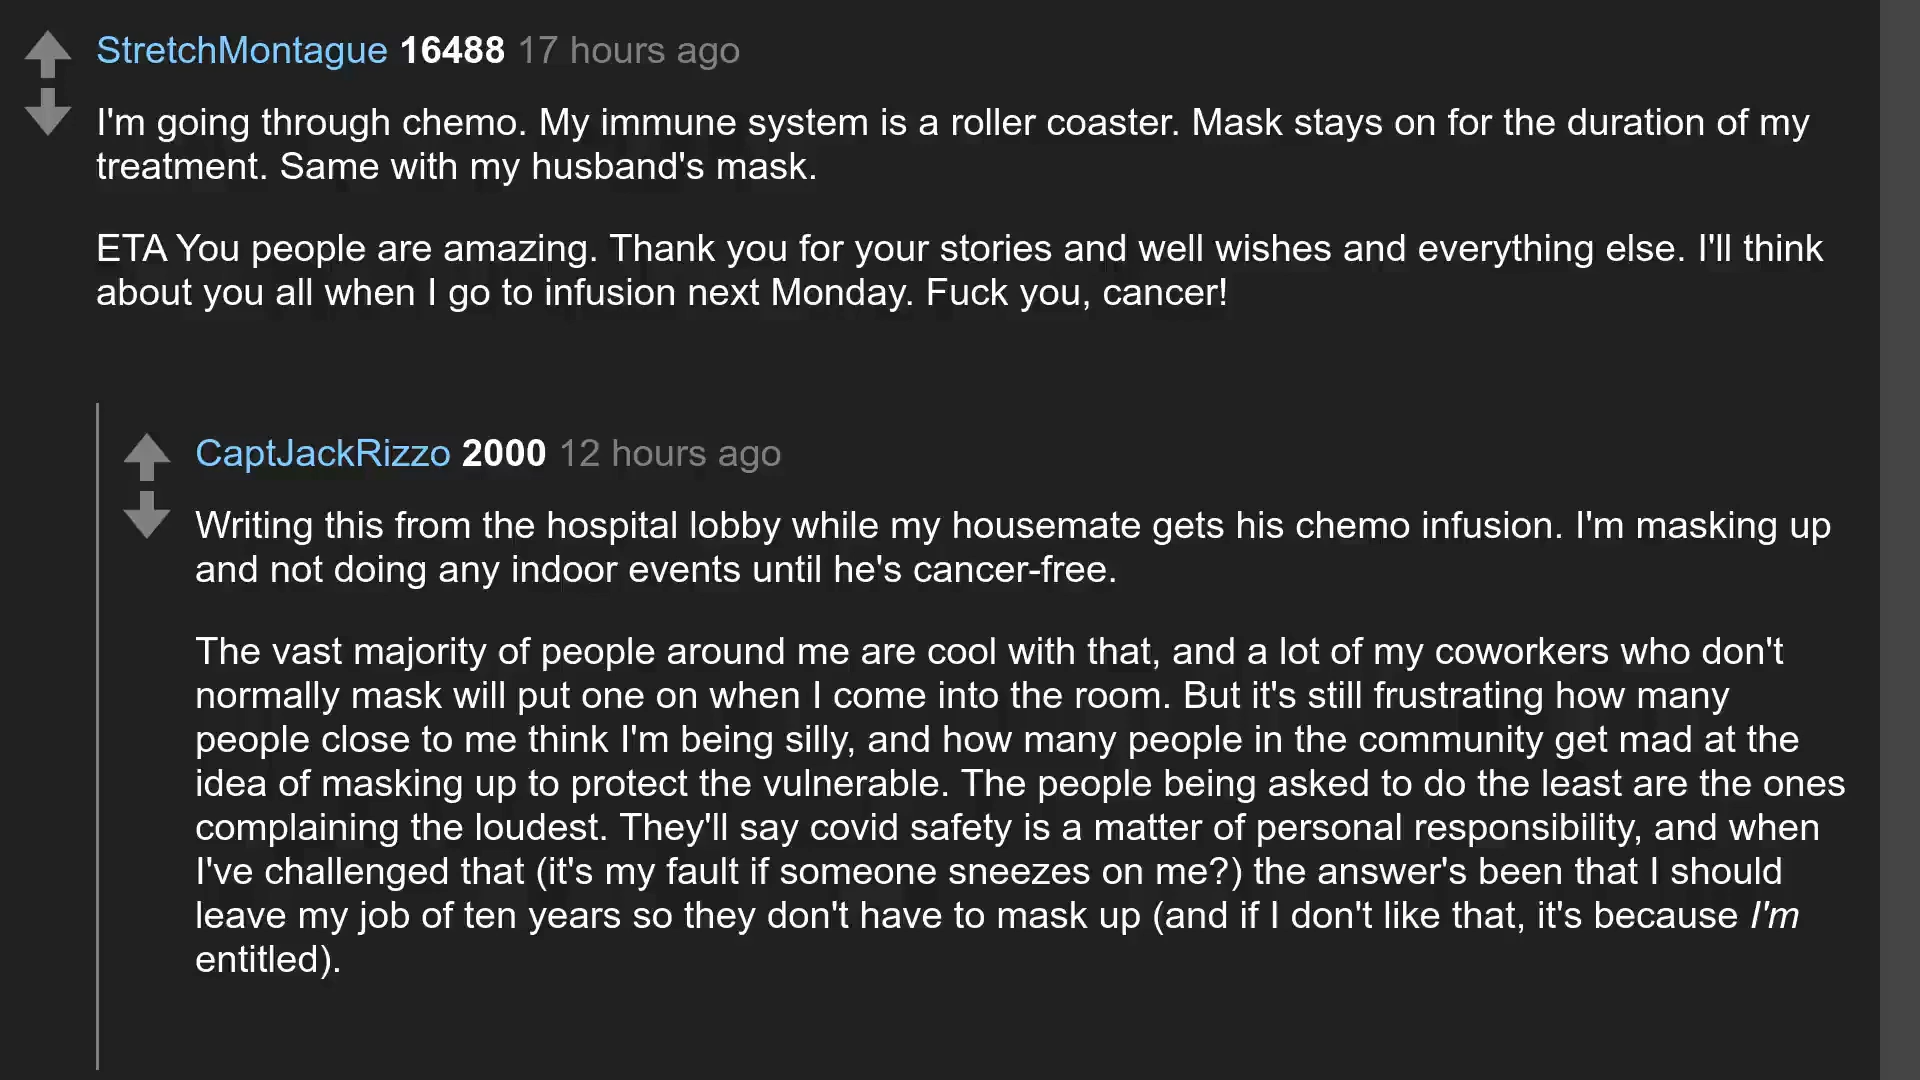 StretchMontague 16488 17 hours ago
I'm going through chemo. My immune system is a roller coaster. Mask stays on for the duration of my
treatment. Same with my husband's mask.
ETA You people are amazing. Thank you for your stories and well wishes and everything else. I'll think
about you all when I go to infusion next Monday. Fuck you, cancer!
CaptJackRizzo 2000 12 hours ago
Writing this from the hospital lobby while my housemate gets his chemo infusion. I'm masking up
and not doing any indoor events until he's cancer-free.
The vast majority of people around me are cool with that, and a lot of my coworkers who don't
normally mask will put one on when I come into the room. But it's still frustrating how many
people close to me think I'm being silly, and how many people in the community get mad at the
idea of masking up to protect the vulnerable. The people being asked to do the least are the ones
complaining the loudest. They'll say covid safety is a matter of personal responsibility, and when
I've challenged that (it's my fault if someone sneezes on me?) the answer's been that I should
leave my job of ten years so they don't have to mask up (and if I don't like that, it's because I'm
entitled).